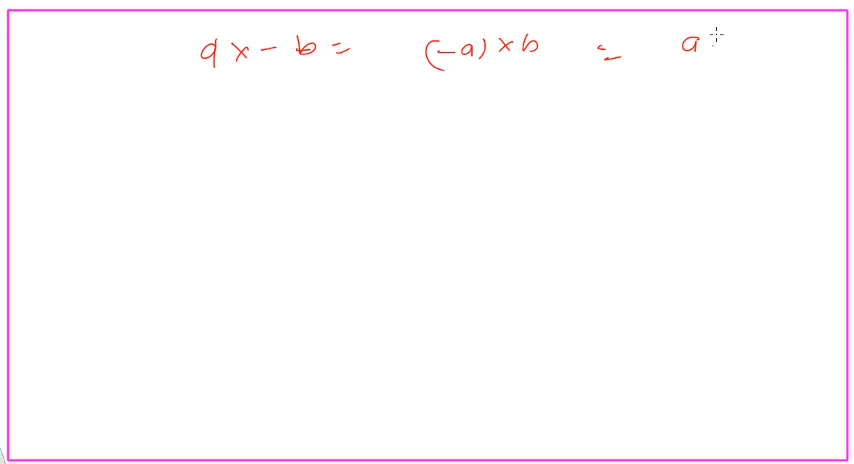 a x - b = (-a) x b = a